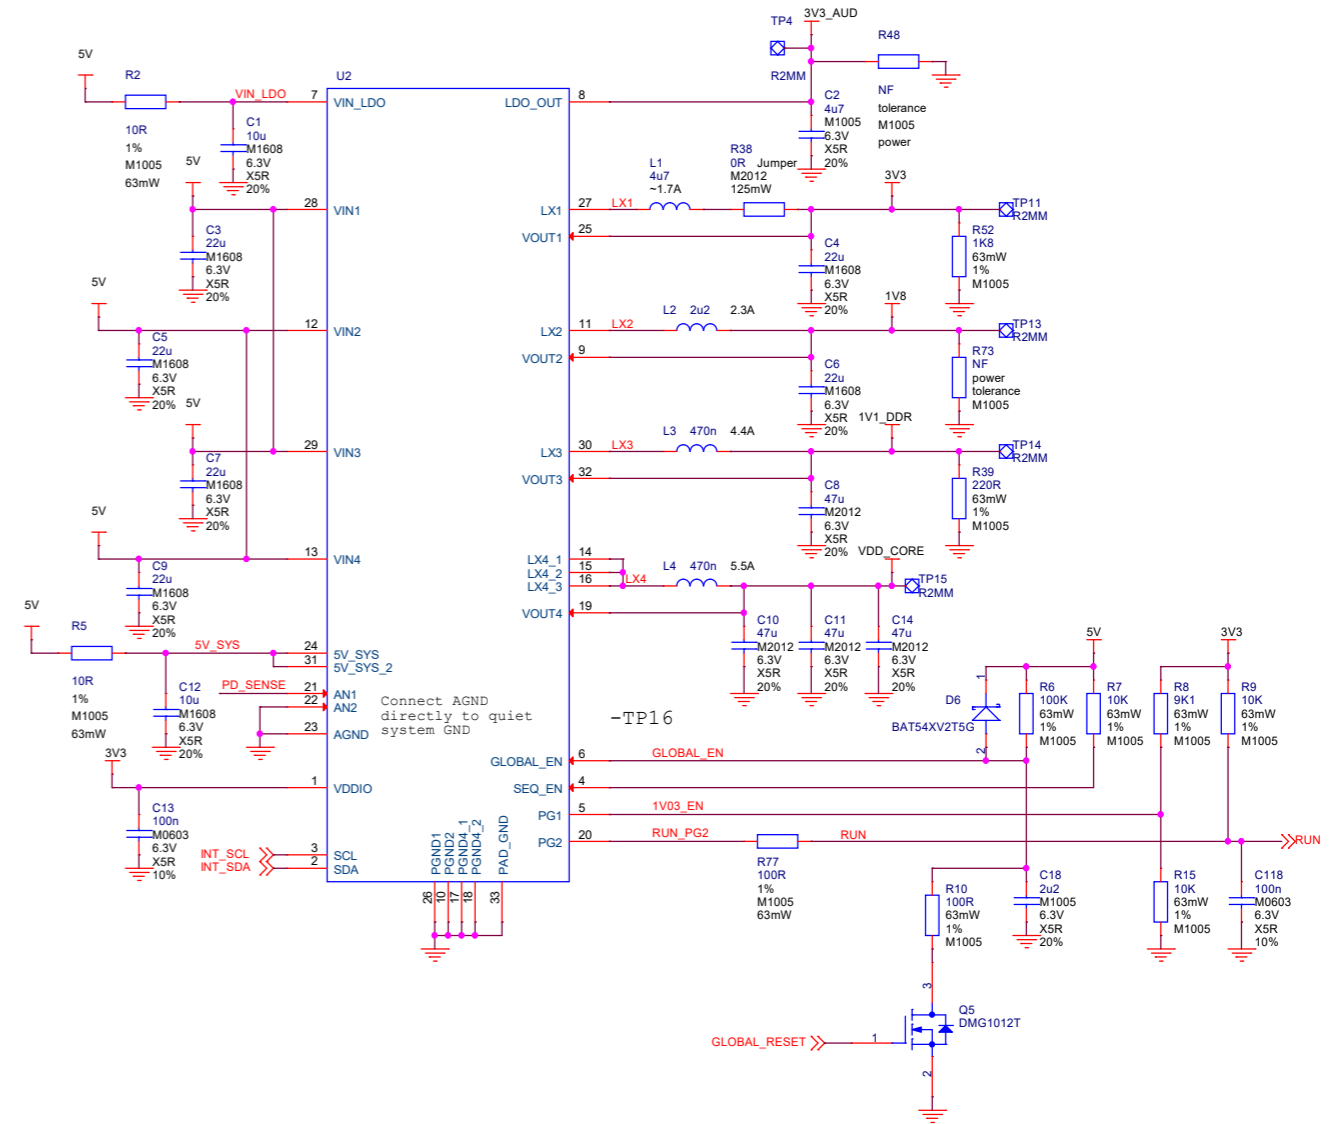 3V3_AUD
TP4
R2MM
R48
NF
tolerance
M1005
power
5V
R2
10R
1%
M1005
63mW
VIN_LDO
7
C1
10u
M1608
6.3V
X5R
20%
U2
VIN_LDO
LDO_OUT
8
C2
4u7
M1005
6.3V
X5R
20%
5V
28
VIN1
C3
22u
M1608
6.3V
X5R
20%
LX1
27
LX1
L1
4u7
~1.7A
R38
0R Jumper
M2012
125mW
3V3
TP11
R2MM
VOUT1
25
C4
22u
M1608
6.3V
X5R
20%
R52
1K8
63mW
1%
M1005
5V
12
VIN2
C5
22u
M1608
6.3V
X5R
20%
LX2
11
LX2
L2 2u2 2.3A
1V8
TP13
R2MM
VOUT2
9
C6
22u
M1608
6.3V
X5R
20%
R73
NF
power
tolerance
M1005
5V
29
VIN3
C7
22u
M1608
6.3V
X5R
20%
LX3
30
LX3
L3 470n 4.4A
1V1_DDR
TP14
R2MM
VOUT3
32
C8
47u
M2012
6.3V
X5R
20%
R39
220R
63mW
1%
M1005
5V
13
VIN4
C9
22u
M1608
6.3V
X5R
20%
LX4_1
LX4_2
LX4_3
14
15
16
LX4
L4 470n 5.5A
VDD_CORE
TP15
R2MM
VOUT4
19
C10
47u
M2012
6.3V
X5R
20%
C11
47u
M2012
6.3V
X5R
20%
C14
47u
M2012
6.3V
X5R
20%
5V
R5
10R
1%
M1005
63mW
5V_SYS
24
31
5V_SYS
5V_SYS_2
C12
10u
M1608
6.3V
X5R
20%
PD_SENSE
21
22
23
AN1
AN2
AGND
Connect AGND
directly to quiet
system GND
-TP16
3V3
1
VDDIO
C13
100n
M0603
6.3V
X5R
10%
INT_SCL
INT_SDA
3
2
SCL
SDA
PGND1
PGND2
PGND4_1
PGND4_2
PAD_GND
26
10
17
18
33
GLOBAL_EN
6
GLOBAL_EN
SEQ_EN
4
PG1
5
1V03_EN
PG2
20
RUN_PG2
R77
100R
1%
M1005
63mW
RUN
RUN
D6
BAT54XV2T5G
1
2
5V
R6
100K
63mW
1%
M1005
R7
10K
63mW
1%
M1005
3V3
R8
9K1
63mW
1%
M1005
R9
10K
63mW
1%
M1005
R10
100R
63mW
1%
M1005
C18
2u2
M1005
6.3V
X5R
20%
R15
10K
63mW
1%
M1005
C118
100n
M0603
6.3V
X5R
10%
GLOBAL_RESET
1
3
2
Q5
DMG1012T